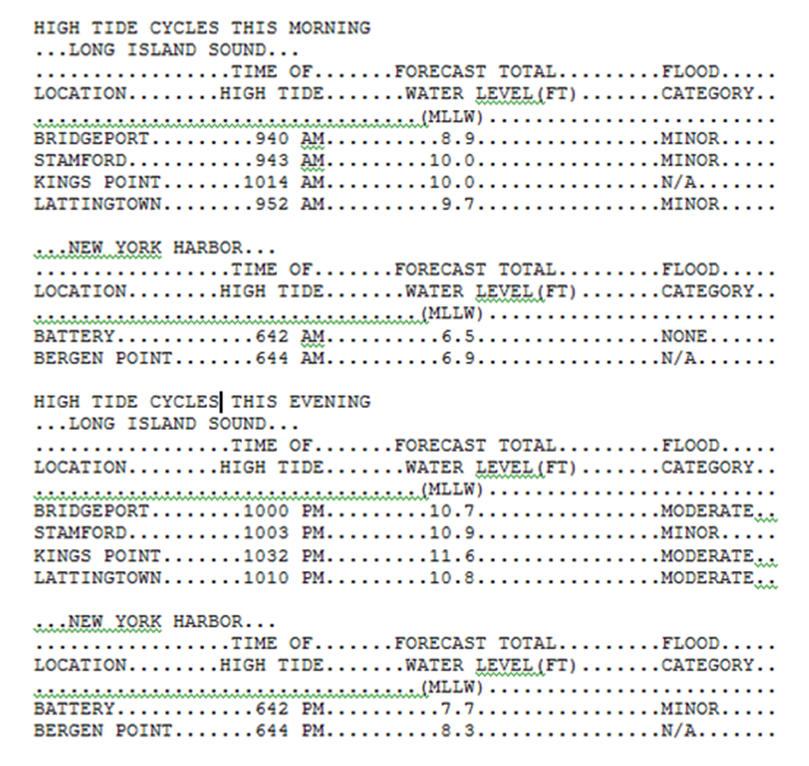 HIGH TIDE CYCLES THIS MORNING
...LONG ISLAND SOUND...
.................TIME OF.......FORECAST TOTAL.........FLOOD.....
LOCATION........HIGH TIDE.......WATER LEVEL(FT).......CATEGORY..
.................................(MLLW).........................
BRIDGEPORT.........940 AM..........8.9................MINOR.....
STAMFORD...........943 AM.........10.0................MINOR.....
KINGS POINT.......1014 AM.........10.0................N/A.......
LATTINGTOWN........952 AM..........9.7................MINOR.....
...NEW YORK HARBOR...
.................TIME OF.......FORECAST TOTAL.........FLOOD.....
LOCATION........HIGH TIDE.......WATER LEVEL(FT).......CATEGORY..
.................................(MLLW).........................
BATTERY............642 AM..........6.5................NONE......
BERGEN POINT.......644 AM..........6.9................N/A.......
HIGH TIDE CYCLES THIS EVENING
...LONG ISLAND SOUND...
.................TIME OF.......FORECAST TOTAL.........FLOOD.....
LOCATION........HIGH TIDE.......WATER LEVEL(FT).......CATEGORY..
.................................(MLLW).........................
BRIDGEPORT........1000 PM.........10.7................MODERATE..
STAMFORD..........1003 PM.........10.9................MINOR.....
KINGS POINT.......1032 PM.........11.6................MODERATE..
LATTINGTOWN.......1010 PM.........10.8................MODERATE..
...NEW YORK HARBOR...
.................TIME OF.......FORECAST TOTAL.........FLOOD.....
LOCATION........HIGH TIDE.......WATER LEVEL(FT).......CATEGORY..
.................................(MLLW).........................
BATTERY............642 PM..........7.7................MINOR.....
BERGEN POINT.......644 PM..........8.3................N/A.......